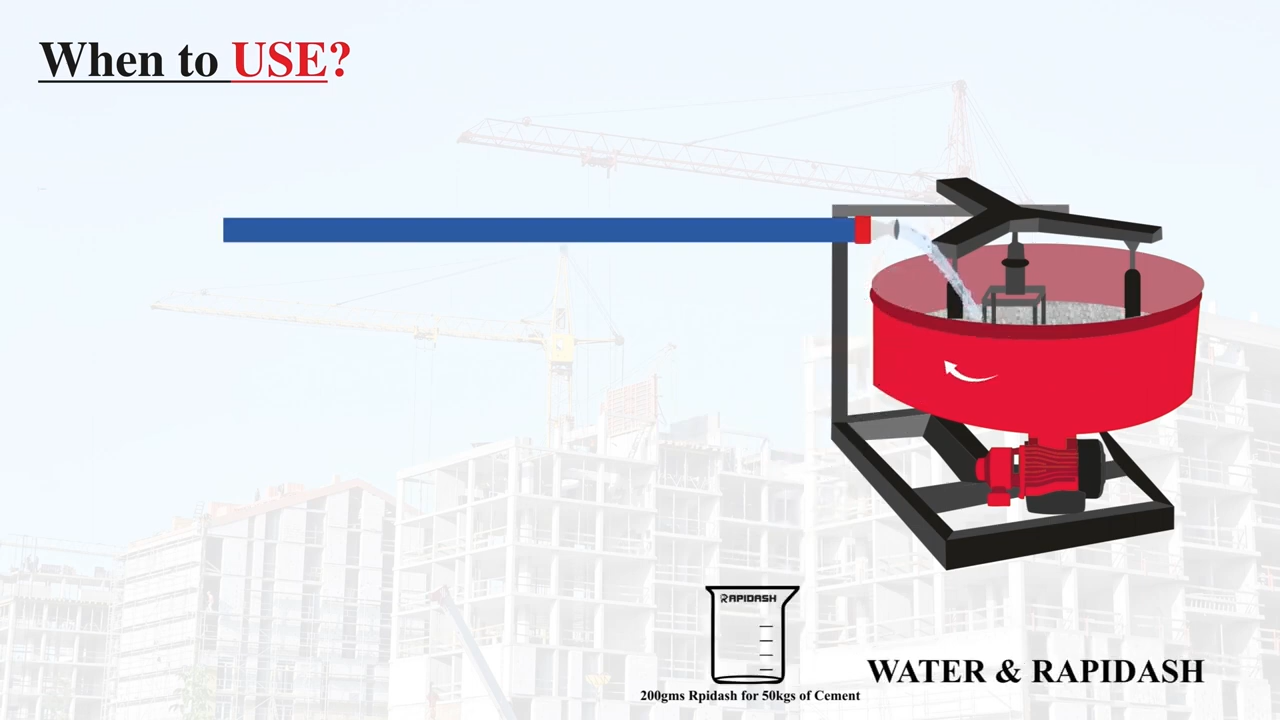 When to USE?
RAPIDASH
200gms Rpidash for 50kgs of Cement
WATER & RAPIDASH